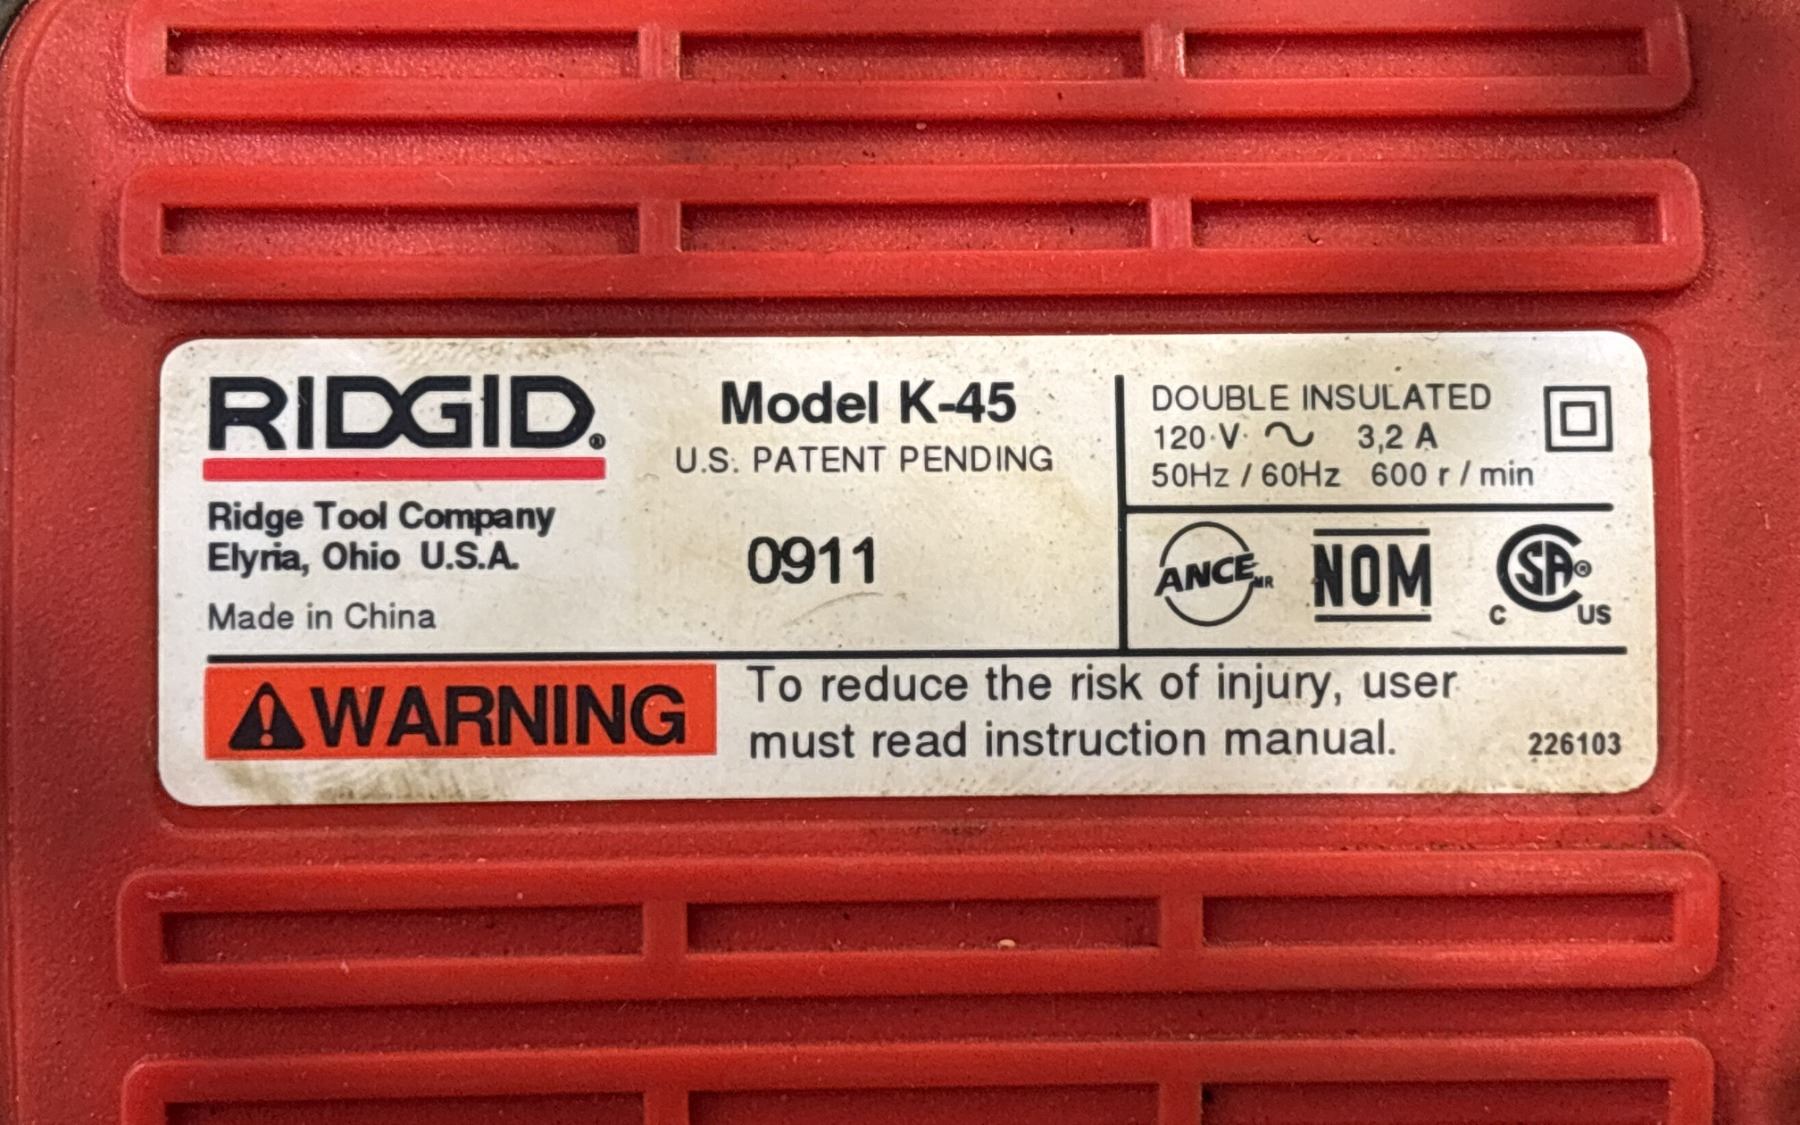 RIDGID®
Ridge Tool Company
Elyria, Ohio U.S.A.
Made in China
Model K-45
U.S. PATENT PENDING
0911
DOUBLE INSULATED
120 V ∿ 3,2 A
50Hz / 60Hz 600 r / min
ANCE MR
NOM
CSA®
C US
⚠ WARNING
To reduce the risk of injury, user
must read instruction manual.
226103